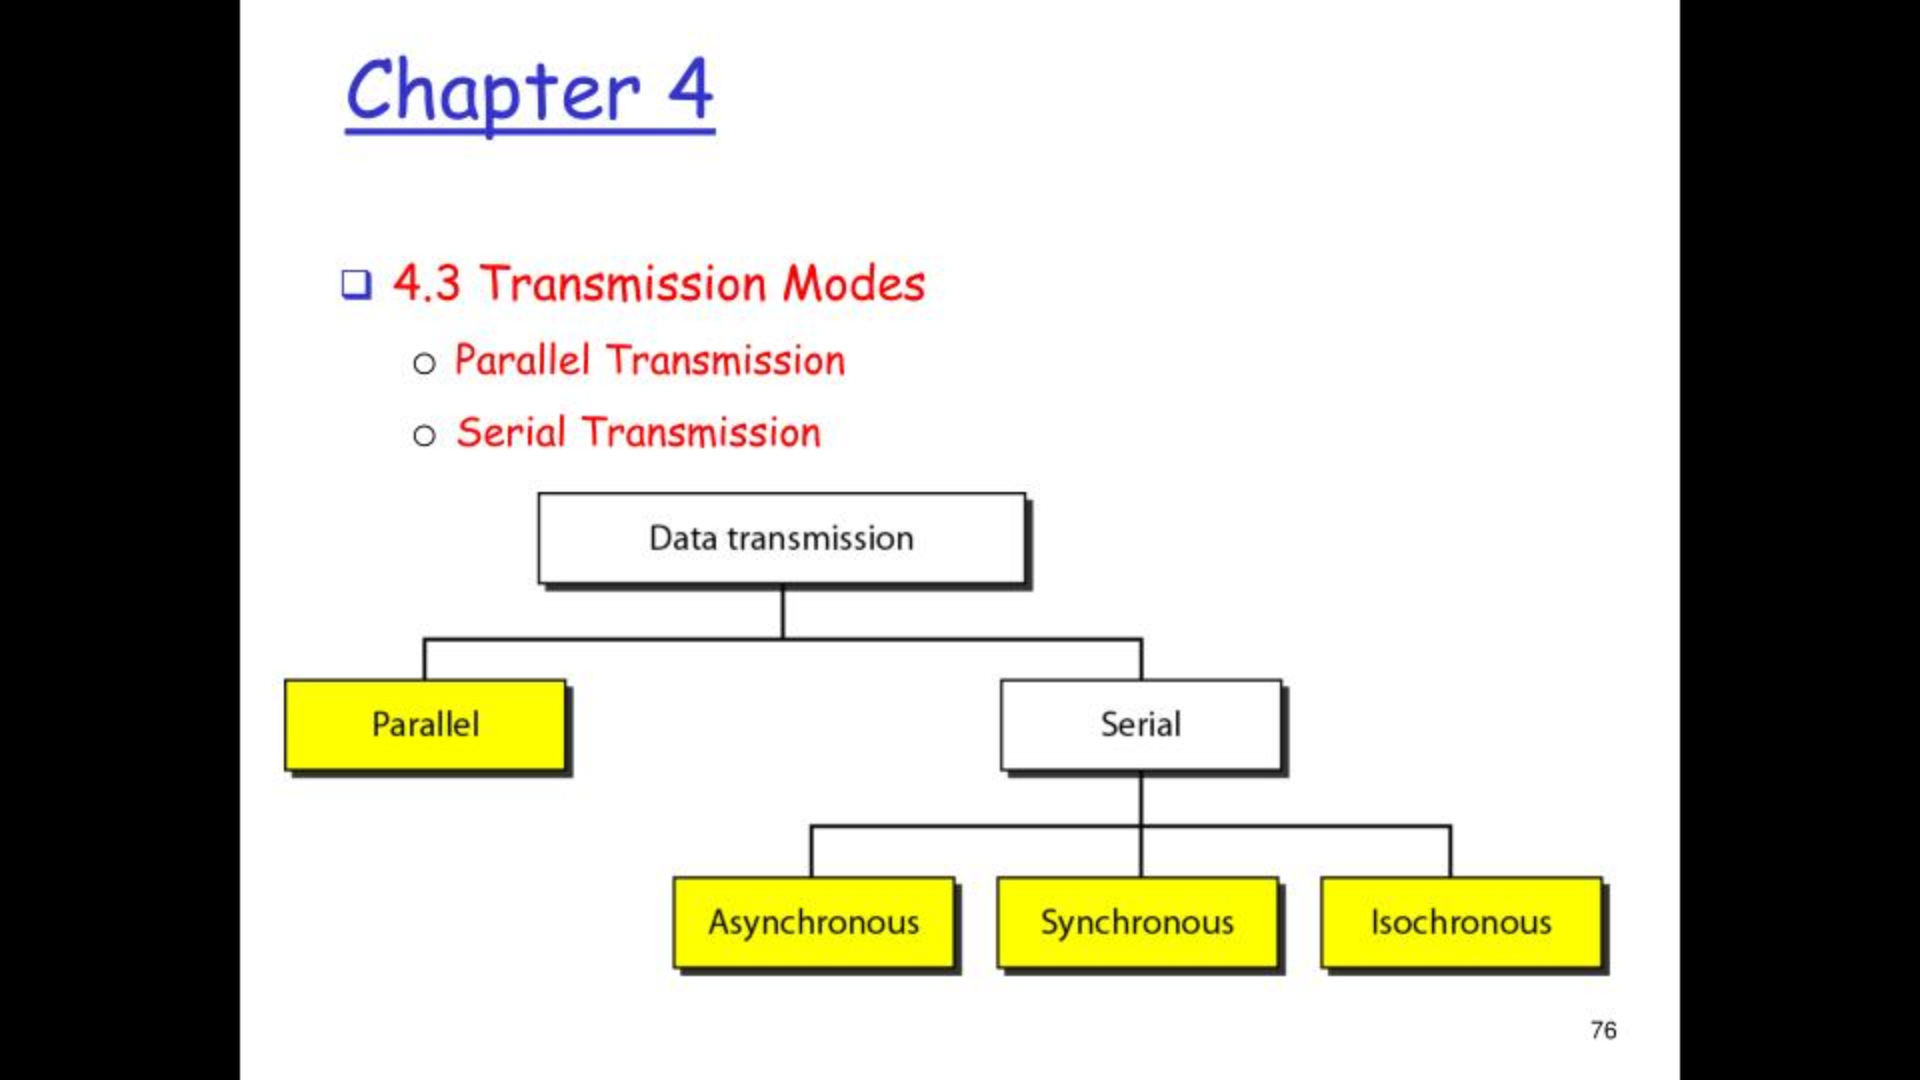 Chapter 4
4.3 Transmission Modes
Parallel Transmission
Serial Transmission
Data transmission
Parallel
Serial
Asynchronous
Synchronous
Isochronous
76